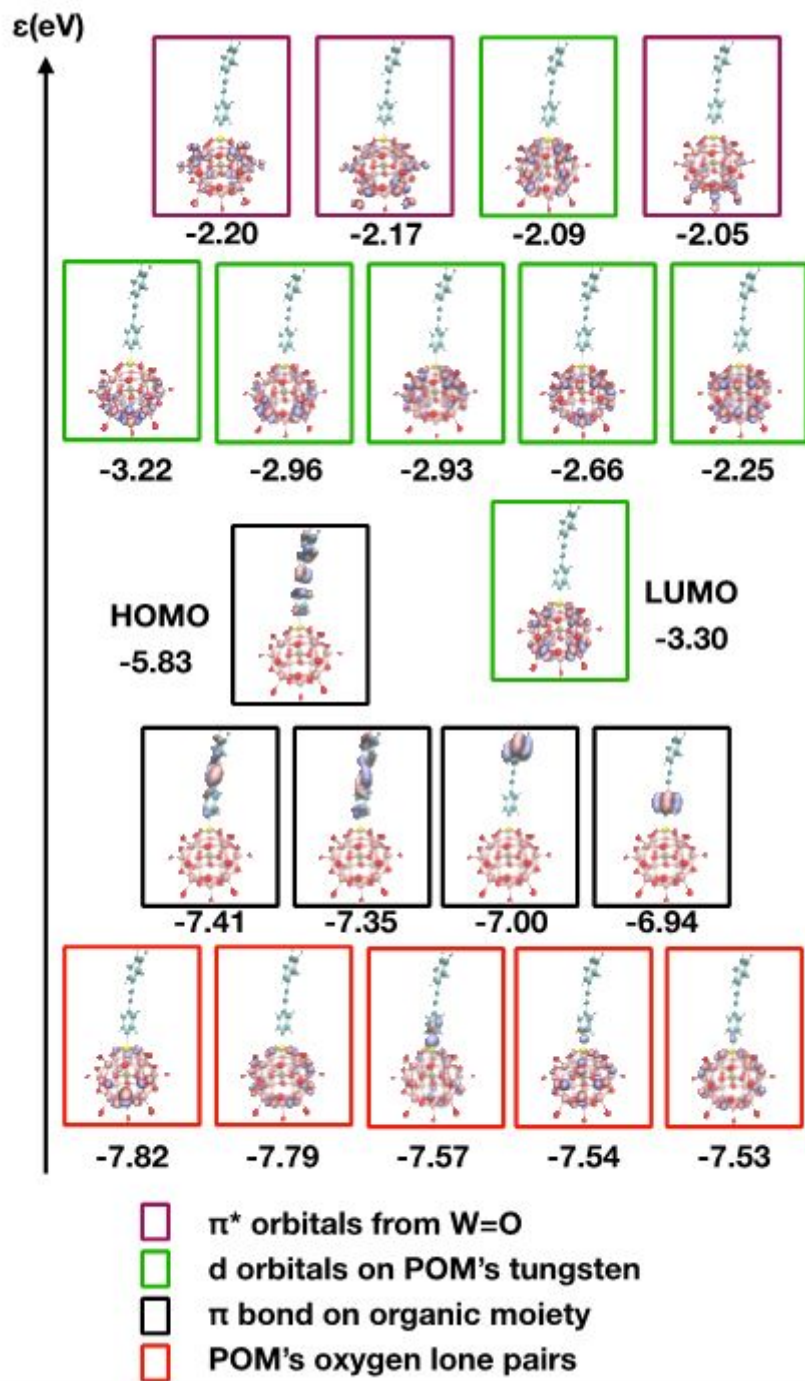 ε(eV)
-2.20 -2.17 -2.09 -2.05
-3.22 -2.96 -2.93 -2.66 -2.25
HOMO
-5.83
LUMO
-3.30
-7.41 -7.35 -7.00 -6.94
-7.82 -7.79 -7.57 -7.54 -7.53
π* orbitals from W=O
d orbitals on POM's tungsten
π bond on organic moiety
POM's oxygen lone pairs